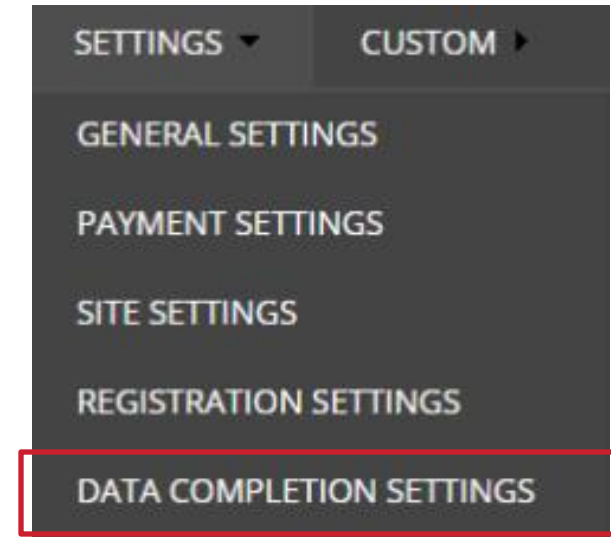 SETTINGS CUSTOM
GENERAL SETTINGS
PAYMENT SETTINGS
SITE SETTINGS
REGISTRATION SETTINGS
DATA COMPLETION SETTINGS